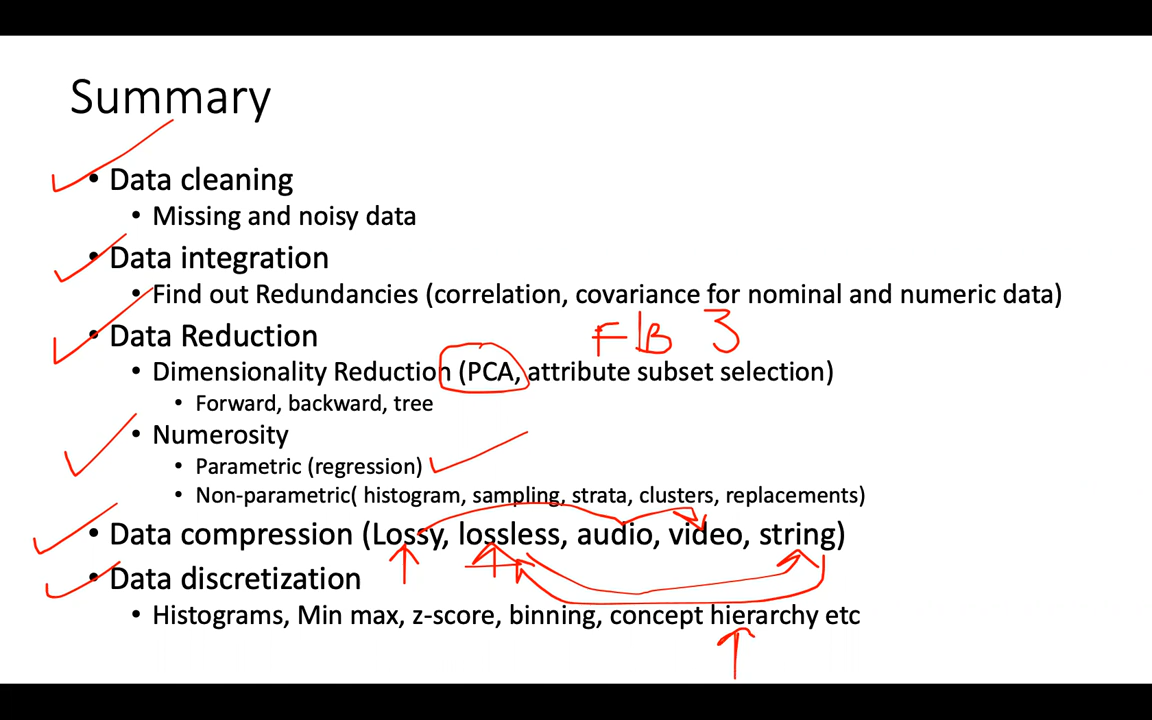 Summary
• Data cleaning
• Missing and noisy data
• Data integration
• Find out Redundancies (correlation, covariance for nominal and numeric data)
• Data Reduction
F|B 3
• Dimensionality Reduction (PCA, attribute subset selection)
• Forward, backward, tree
• Numerosity
• Parametric (regression)
• Non-parametric( histogram, sampling, strata, clusters, replacements)
• Data compression (Lossy, lossless, audio, video, string)
• Data discretization
• Histograms, Min max, z-score, binning, concept hierarchy etc